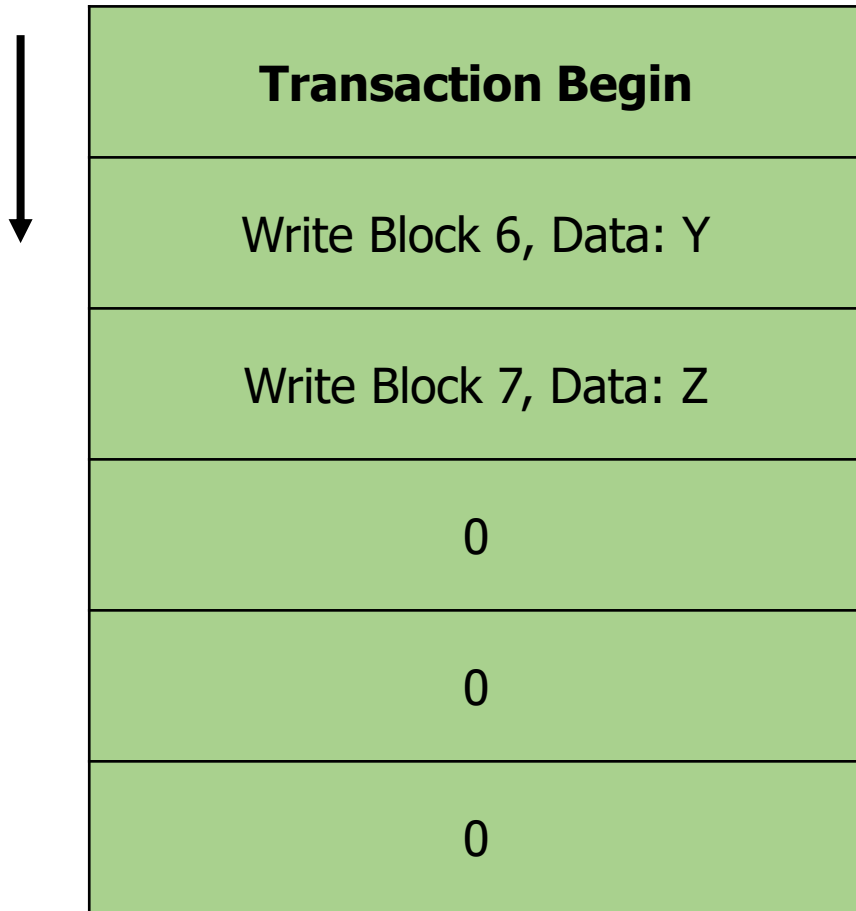 Transaction Begin
Write Block 6, Data: Y
Write Block 7, Data: Z
0
0
0